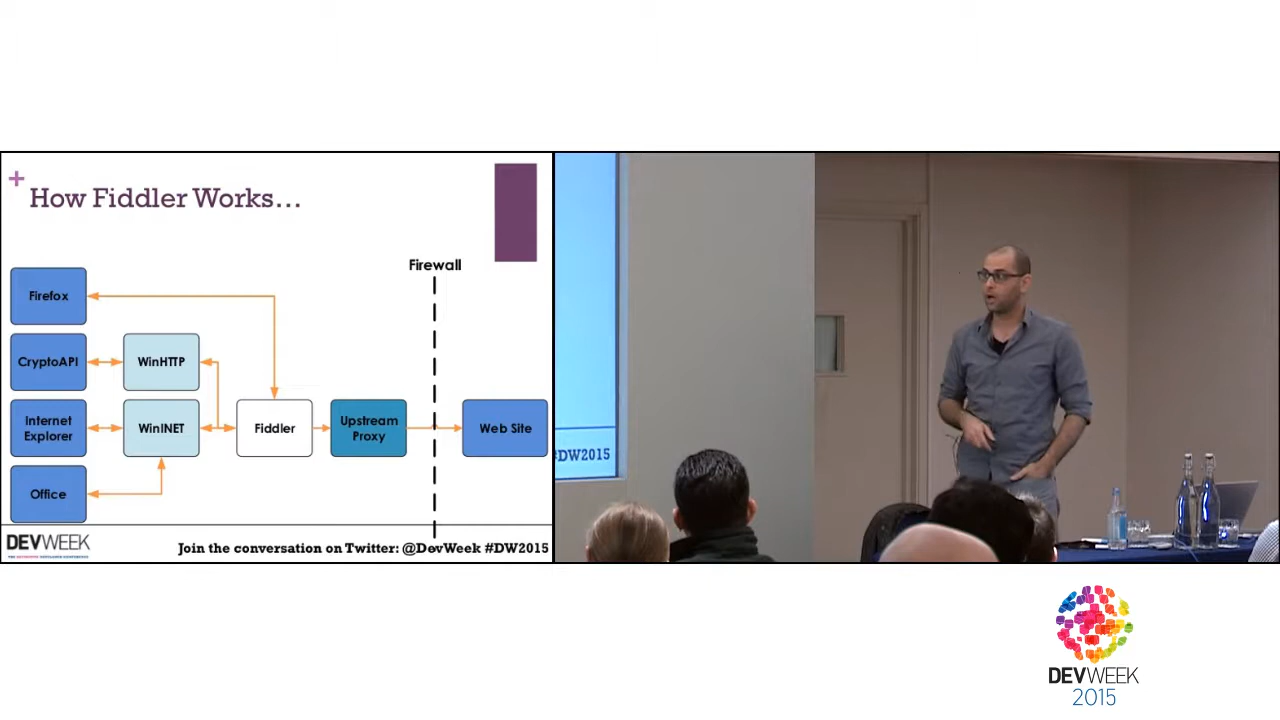 +
How Fiddler Works...
Firewall
Firefox
CryptoAPI
WinHTTP
Internet
Explorer
WinINET
Fiddler
Upstream
Proxy
Web Site
Office
DEVWEEK
Join the conversation on Twitter: @DevWeek #DW2015
#DW2015
DEVWEEK
2015